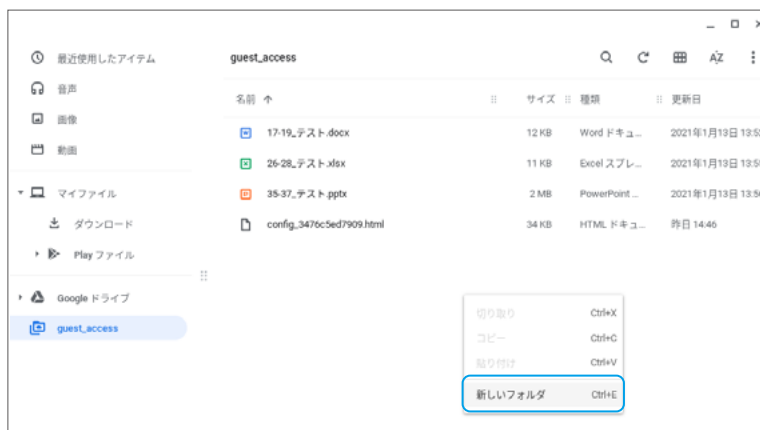 最近使用したアイテム
音声
画像
動画
マイファイル
ダウンロード
Play ファイル
Google ドライブ
guest_access
guest_access
AZ
名前 サイズ 種類 更新日
17-19_テスト.docx 12 KB Word ドキュ... 2021年1月13日 13:5
26-28_テスト.xlsx 11 KB Excel スプレ... 2021年1月13日 13:5
35-37_テスト.pptx 2 MB PowerPoint ... 2021年1月13日 13:5
config_3476c5ed7909.html 34 KB HTML ドキュ... 昨日 14:46
切り取り Ctrl+X
コピー Ctrl+C
貼り付け Ctrl+V
新しいフォルダ Ctrl+E